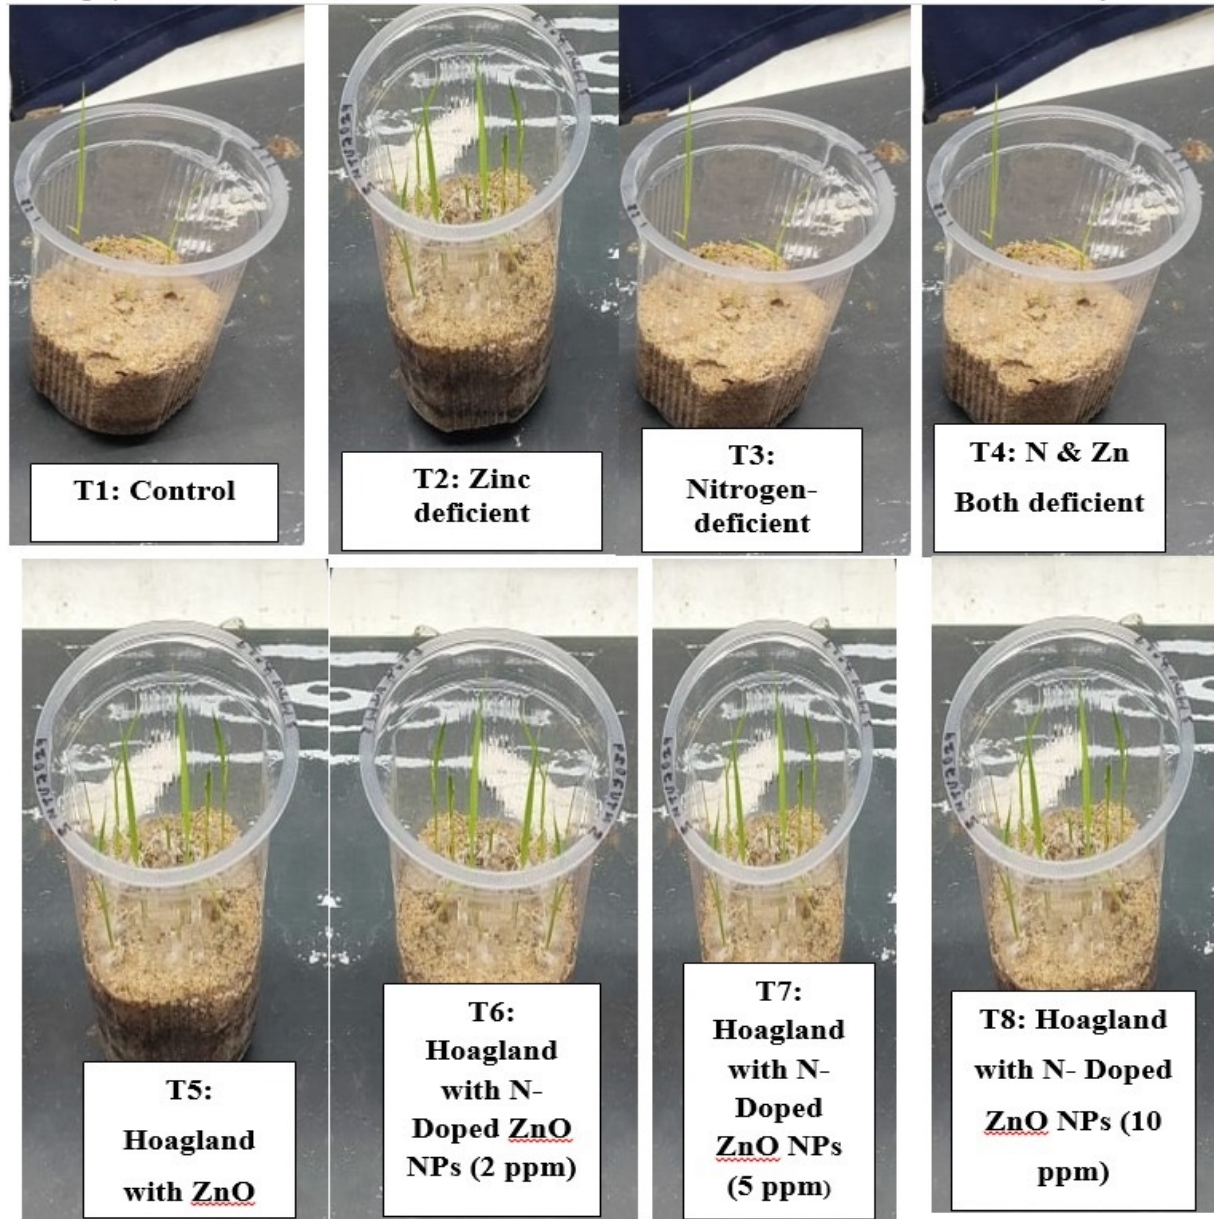 T1: Control
T2: Zinc
deficient
T3:
Nitrogen-
deficient
T4: N & Zn
Both deficient
T5:
Hoagland
with ZnO
T6:
Hoagland
with N-
Doped ZnO
NPs (2 ppm)
T7:
Hoagland
with N-
Doped
ZnO NPs
(5 ppm)
T8: Hoagland
with N- Doped
ZnO NPs (10
ppm)